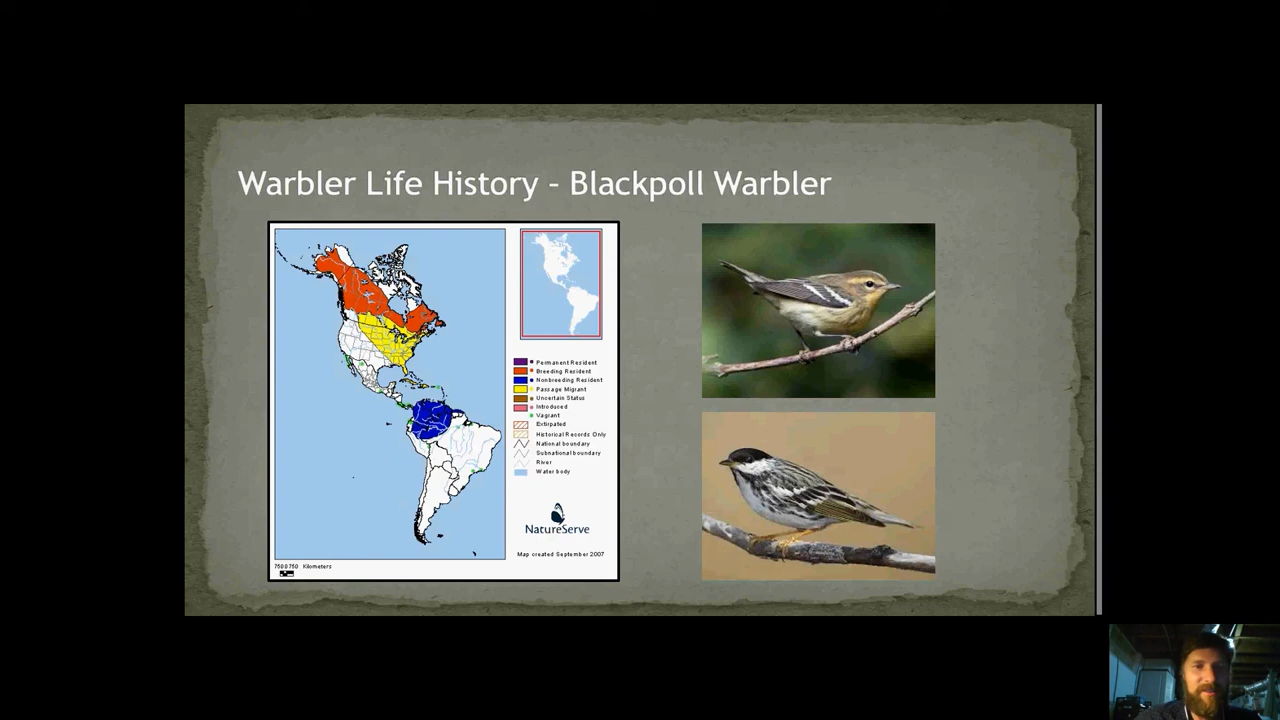 Warbler Life History - Blackpoll Warbler
Permanent Resident
Breeding Resident
Nonbreeding Resident
Passage Migrant
Uncertain Status
Introduced
Vagrant
Extirpated
Historical Records Only
National boundary
Subnational boundary
River
Water body
NatureServe
Map created September 2007
750 0 750 Kilometers